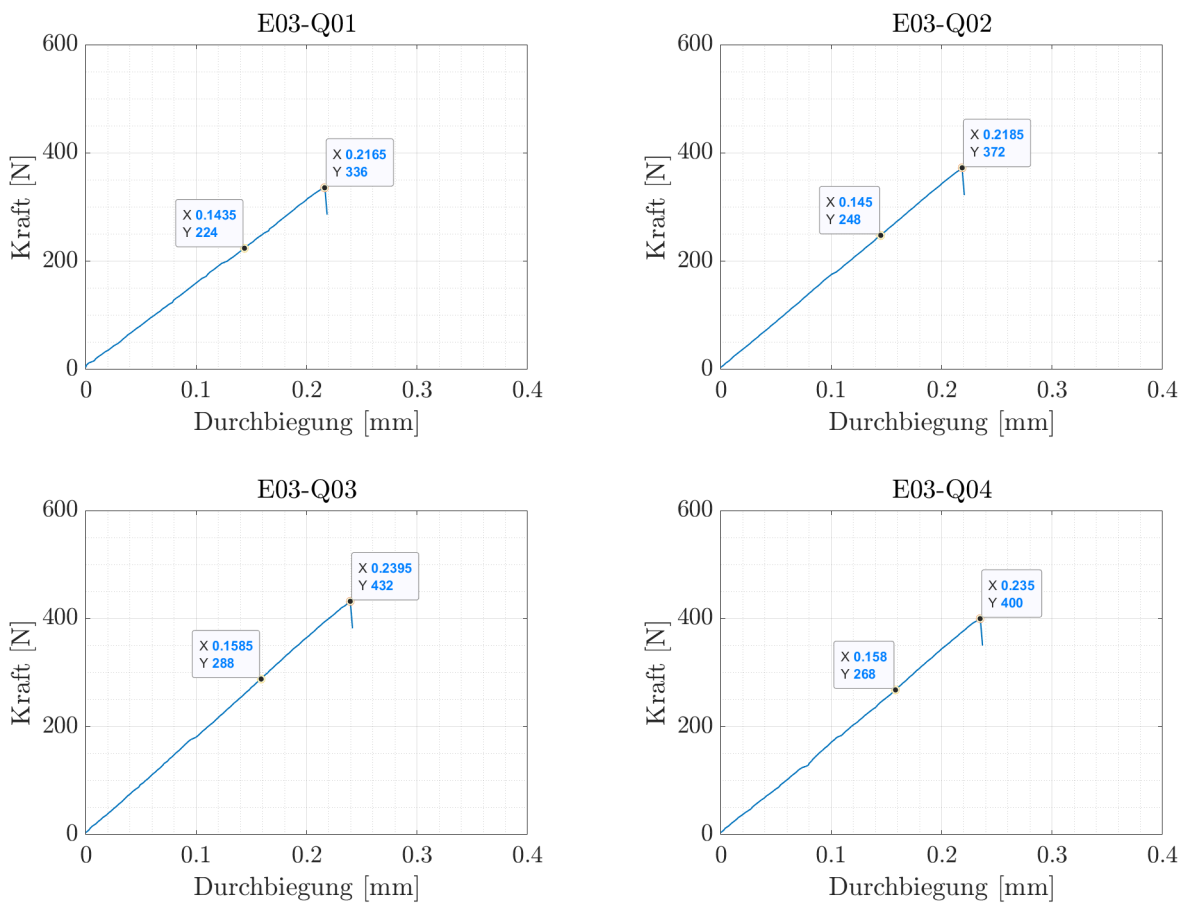 E03-Q01
600
400
200
0
Kraft [N]
X 0.2165
Y 336
X 0.1435
Y 224
0 0.1 0.2 0.3 0.4
Durchbiegung [mm]
E03-Q02
600
400
200
0
Kraft [N]
X 0.2185
Y 372
X 0.145
Y 248
0 0.1 0.2 0.3 0.4
Durchbiegung [mm]
E03-Q03
600
400
200
0
Kraft [N]
X 0.2395
Y 432
X 0.1585
Y 288
0 0.1 0.2 0.3 0.4
Durchbiegung [mm]
E03-Q04
600
400
200
0
Kraft [N]
X 0.235
Y 400
X 0.158
Y 268
0 0.1 0.2 0.3 0.4
Durchbiegung [mm]